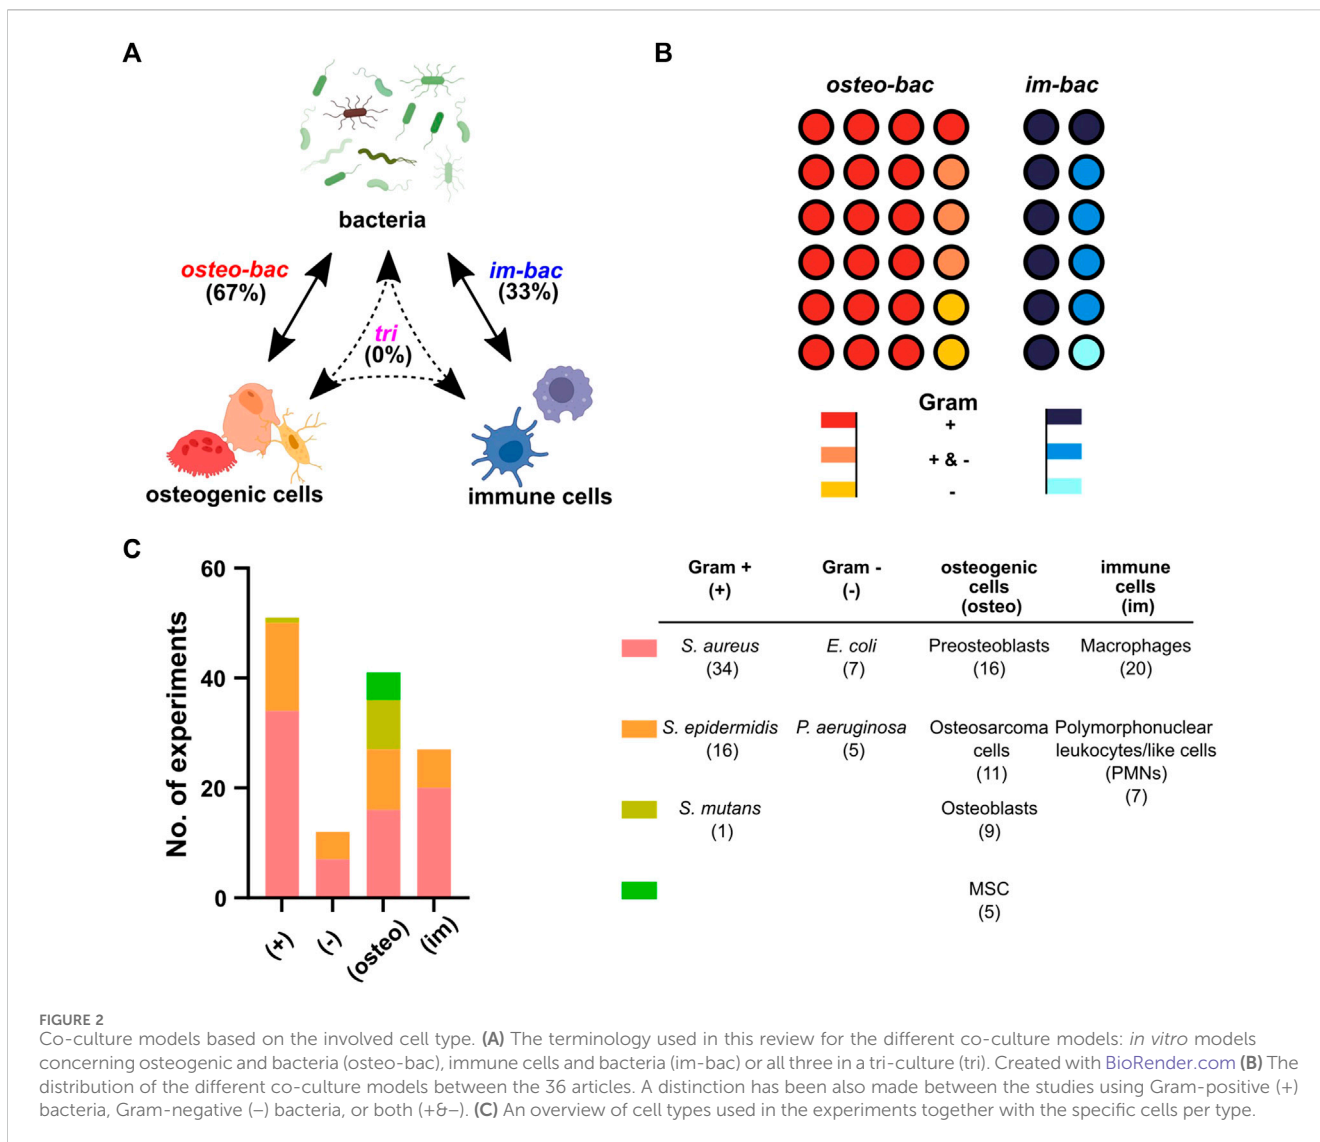 A
bacteria
osteo-bac
(67%)
im-bac
(33%)
tri
(0%)
osteogenic cells
immune cells
B
osteo-bac
im-bac
Gram
+
+ & -
-
C
No. of experiments
60
40
20
0
(+)
(-)
(osteo)
(im)
Gram +
(+)
Gram -
(-)
osteogenic
cells
(osteo)
immune
cells
(im)
S. aureus
(34)
E. coli
(7)
Preosteoblasts
(16)
Macrophages
(20)
S. epidermidis
(16)
P. aeruginosa
(5)
Osteosarcoma
cells
(11)
Polymorphonuclear
leukocytes/like cells
(PMNs)
(7)
S. mutans
(1)
Osteoblasts
(9)
MSC
(5)
FIGURE 2
Co-culture models based on the involved cell type. (A) The terminology used in this review for the different co-culture models: in vitro models
concerning osteogenic and bacteria (osteo-bac), immune cells and bacteria (im-bac) or all three in a tri-culture (tri). Created with BioRender.com (B) The
distribution of the different co-culture models between the 36 articles. A distinction has been also made between the studies using Gram-positive (+)
bacteria, Gram-negative (–) bacteria, or both (+&–). (C) An overview of cell types used in the experiments together with the specific cells per type.